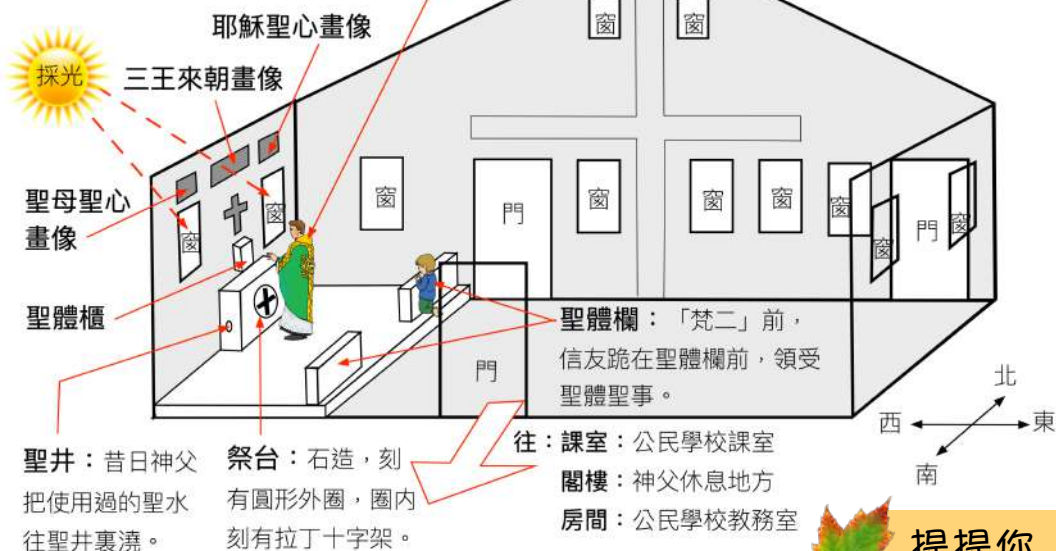 窗 窗
耶穌聖心畫像
採光
三王來朝畫像
聖母聖心
畫像
窗 窗
窗 門 窗 窗 窗 窗 窗 門 窗
聖體櫃
聖體欄：「梵二」前，
信友跪在聖體欄前，領受
聖體聖事。
門
北
西 東
南
聖井：昔日神父
把使用過的聖水
往聖井裏澆。
祭台：石造，刻
有圓形外圈，圈內
刻有拉丁十字架。
往：課室：公民學校課室
閣樓：神父休息地方
房間：公民學校教務室
提提你